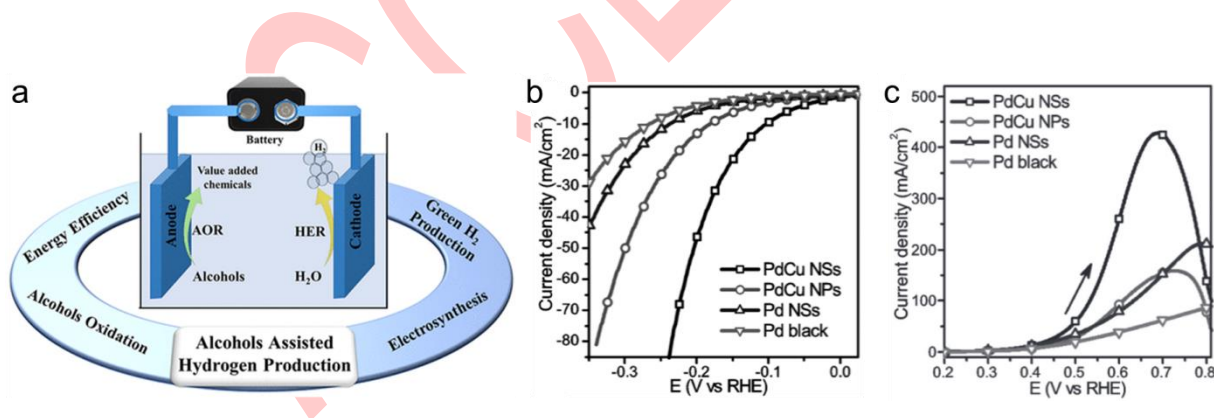 a
Battery
H₂
Value added
chemicals
Anode
AOR
Alcohols
HER
H₂O
Cathode
Energy Efficiency
Alcohols Oxidation
Alcohols Assisted
Hydrogen Production
Green H₂
Production
Electrosynthesis
b
Current density (mA/cm²)
0
-10
-20
-30
-40
-50
-60
-70
-80
PdCu NSs
PdCu NPs
Pd NSs
Pd black
-0.3 -0.2 -0.1 0.0
E (V vs RHE)
c
Current density (mA/cm²)
500
400
300
200
100
0
PdCu NSs
PdCu NPs
Pd NSs
Pd black
0.2 0.3 0.4 0.5 0.6 0.7 0.8
E (V vs RHE)